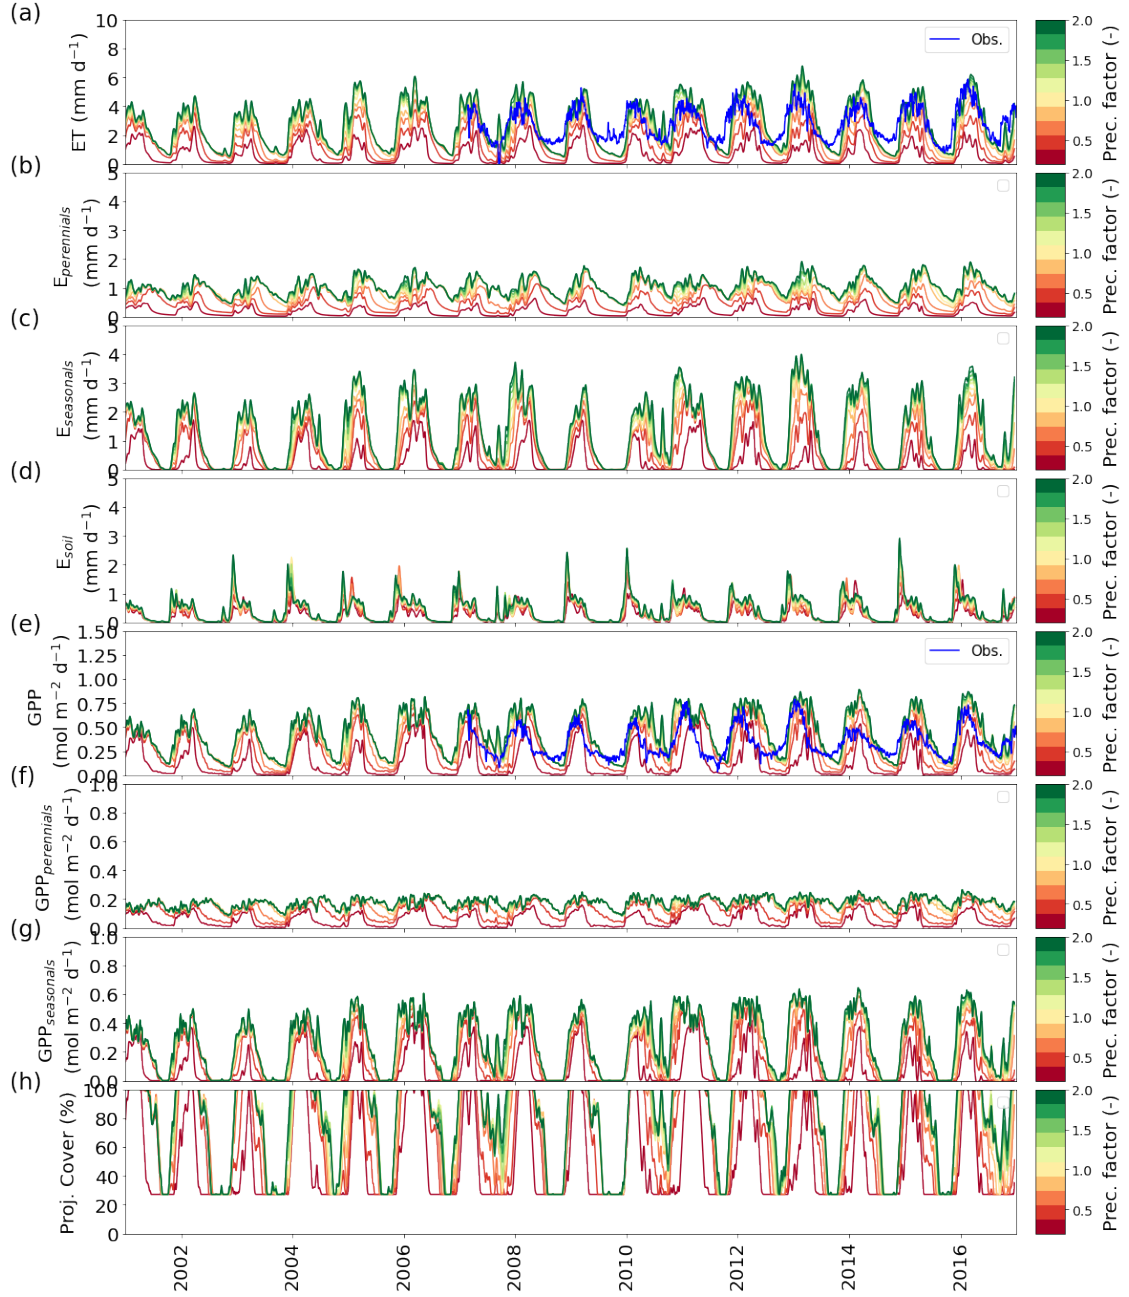 (a)
10
8
6
4
2
0
ET (mm d⁻¹)
Obs.
2.0
1.5
1.0
0.5
Prec. factor (-)
(b)
5
4
3
2
1
0
E_perennials
(mm d⁻¹)
2.0
1.5
1.0
0.5
Prec. factor (-)
(c)
5
4
3
2
1
0
E_seasonals
(mm d⁻¹)
2.0
1.5
1.0
0.5
Prec. factor (-)
(d)
5
4
3
2
1
0
E_soil
(mm d⁻¹)
2.0
1.5
1.0
0.5
Prec. factor (-)
(e)
1.50
1.25
1.00
0.75
0.50
0.25
0.00
GPP
(mol m⁻² d⁻¹)
Obs.
2.0
1.5
1.0
0.5
Prec. factor (-)
(f)
1.0
0.8
0.6
0.4
0.2
0.0
GPP_perennials
(mol m⁻² d⁻¹)
2.0
1.5
1.0
0.5
Prec. factor (-)
(g)
1.0
0.8
0.6
0.4
0.2
0.0
GPP_seasonals
(mol m⁻² d⁻¹)
2.0
1.5
1.0
0.5
Prec. factor (-)
(h)
100
80
60
40
20
0
Proj. Cover (%)
2.0
1.5
1.0
0.5
Prec. factor (-)
2002
2004
2006
2008
2010
2012
2014
2016